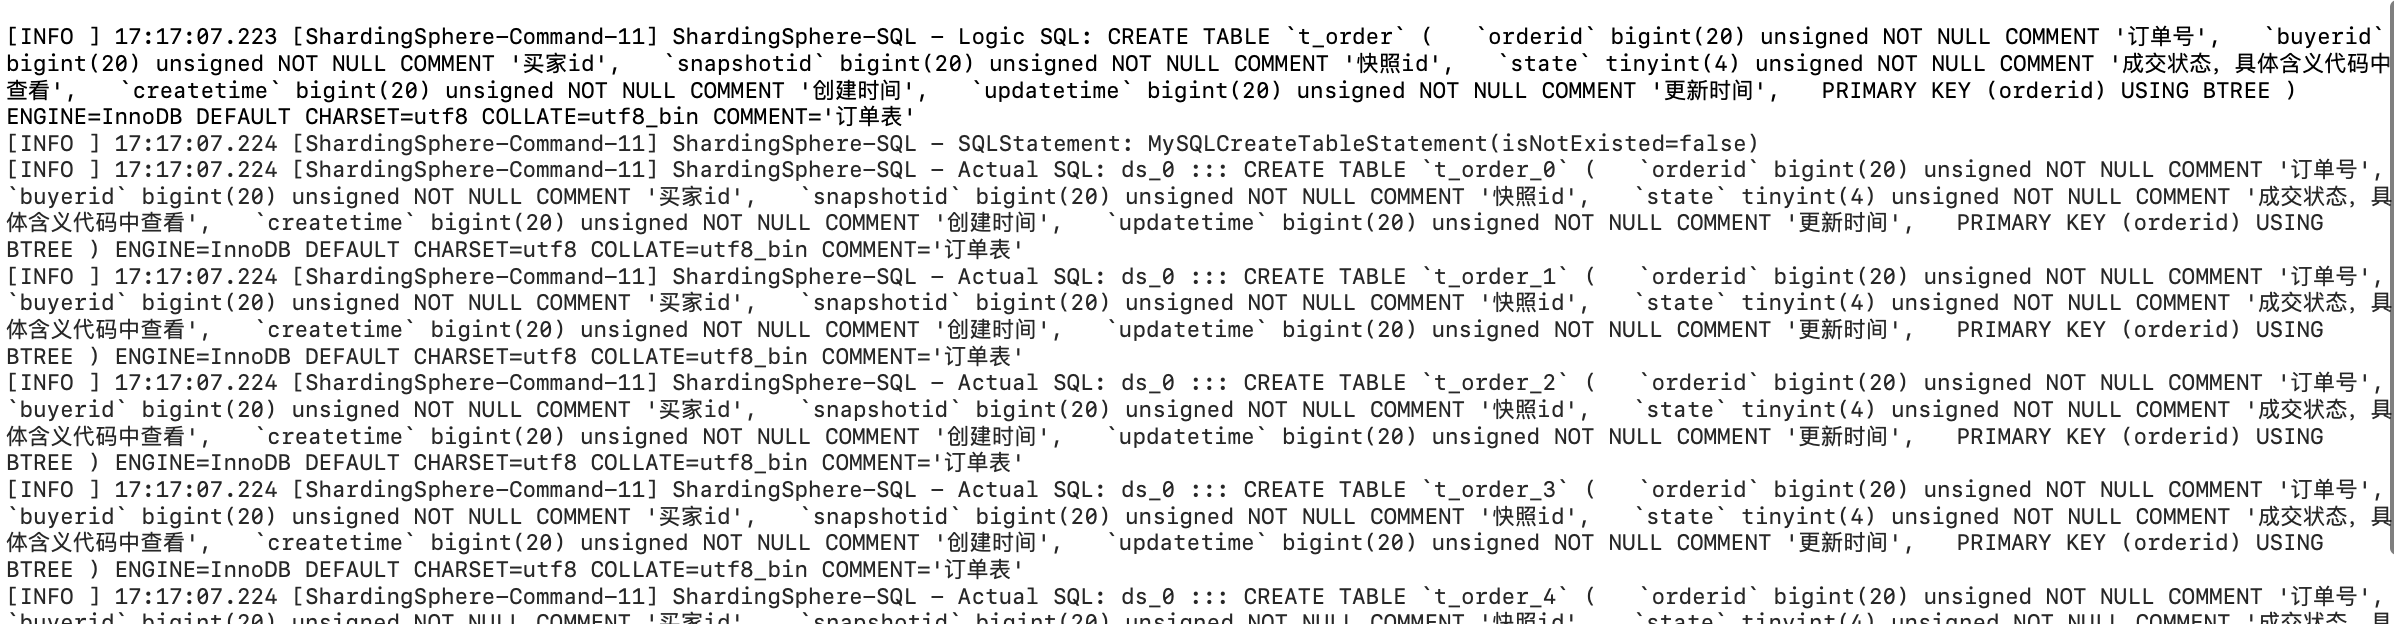 [INFO ] 17:17:07.223 [ShardingSphere-Command-11] ShardingSphere-SQL - Logic SQL: CREATE TABLE `t_order` (   `orderid` bigint(20) unsigned NOT NULL COMMENT '订单号',   `buyerid`
bigint(20) unsigned NOT NULL COMMENT '买家id',   `snapshotid` bigint(20) unsigned NOT NULL COMMENT '快照id',   `state` tinyint(4) unsigned NOT NULL COMMENT '成交状态，具体含义代码中
查看',   `createtime` bigint(20) unsigned NOT NULL COMMENT '创建时间',   `updatetime` bigint(20) unsigned NOT NULL COMMENT '更新时间',   PRIMARY KEY (orderid) USING BTREE )
ENGINE=InnoDB DEFAULT CHARSET=utf8 COLLATE=utf8_bin COMMENT='订单表'
[INFO ] 17:17:07.224 [ShardingSphere-Command-11] ShardingSphere-SQL - SQLStatement: MySQLCreateTableStatement(isNotExisted=false)
[INFO ] 17:17:07.224 [ShardingSphere-Command-11] ShardingSphere-SQL - Actual SQL: ds_0 ::: CREATE TABLE `t_order_0` (   `orderid` bigint(20) unsigned NOT NULL COMMENT '订单号',
`buyerid` bigint(20) unsigned NOT NULL COMMENT '买家id',   `snapshotid` bigint(20) unsigned NOT NULL COMMENT '快照id',   `state` tinyint(4) unsigned NOT NULL COMMENT '成交状态，具
体含义代码中查看',   `createtime` bigint(20) unsigned NOT NULL COMMENT '创建时间',   `updatetime` bigint(20) unsigned NOT NULL COMMENT '更新时间',   PRIMARY KEY (orderid) USING
BTREE ) ENGINE=InnoDB DEFAULT CHARSET=utf8 COLLATE=utf8_bin COMMENT='订单表'
[INFO ] 17:17:07.224 [ShardingSphere-Command-11] ShardingSphere-SQL - Actual SQL: ds_0 ::: CREATE TABLE `t_order_1` (   `orderid` bigint(20) unsigned NOT NULL COMMENT '订单号',
`buyerid` bigint(20) unsigned NOT NULL COMMENT '买家id',   `snapshotid` bigint(20) unsigned NOT NULL COMMENT '快照id',   `state` tinyint(4) unsigned NOT NULL COMMENT '成交状态，具
体含义代码中查看',   `createtime` bigint(20) unsigned NOT NULL COMMENT '创建时间',   `updatetime` bigint(20) unsigned NOT NULL COMMENT '更新时间',   PRIMARY KEY (orderid) USING
BTREE ) ENGINE=InnoDB DEFAULT CHARSET=utf8 COLLATE=utf8_bin COMMENT='订单表'
[INFO ] 17:17:07.224 [ShardingSphere-Command-11] ShardingSphere-SQL - Actual SQL: ds_0 ::: CREATE TABLE `t_order_2` (   `orderid` bigint(20) unsigned NOT NULL COMMENT '订单号',
`buyerid` bigint(20) unsigned NOT NULL COMMENT '买家id',   `snapshotid` bigint(20) unsigned NOT NULL COMMENT '快照id',   `state` tinyint(4) unsigned NOT NULL COMMENT '成交状态，具
体含义代码中查看',   `createtime` bigint(20) unsigned NOT NULL COMMENT '创建时间',   `updatetime` bigint(20) unsigned NOT NULL COMMENT '更新时间',   PRIMARY KEY (orderid) USING
BTREE ) ENGINE=InnoDB DEFAULT CHARSET=utf8 COLLATE=utf8_bin COMMENT='订单表'
[INFO ] 17:17:07.224 [ShardingSphere-Command-11] ShardingSphere-SQL - Actual SQL: ds_0 ::: CREATE TABLE `t_order_3` (   `orderid` bigint(20) unsigned NOT NULL COMMENT '订单号',
`buyerid` bigint(20) unsigned NOT NULL COMMENT '买家id',   `snapshotid` bigint(20) unsigned NOT NULL COMMENT '快照id',   `state` tinyint(4) unsigned NOT NULL COMMENT '成交状态，具
体含义代码中查看',   `createtime` bigint(20) unsigned NOT NULL COMMENT '创建时间',   `updatetime` bigint(20) unsigned NOT NULL COMMENT '更新时间',   PRIMARY KEY (orderid) USING
BTREE ) ENGINE=InnoDB DEFAULT CHARSET=utf8 COLLATE=utf8_bin COMMENT='订单表'
[INFO ] 17:17:07.224 [ShardingSphere-Command-11] ShardingSphere-SQL - Actual SQL: ds_0 ::: CREATE TABLE `t_order_4` (   `orderid` bigint(20) unsigned NOT NULL COMMENT '订单号',
`buyerid` bigint(20) unsigned NOT NULL COMMENT '买家id',   `snapshotid` bigint(20) unsigned NOT NULL COMMENT '快照id',   `state` tinyint(4) unsigned NOT NULL COMMENT '成交状态，具